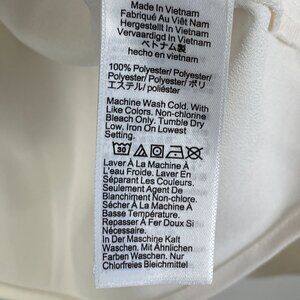 Made In Vietnam
Fabriqué Au Viêt Nam
Hergestellt In Vietnam
Vervaardigd In Vietnam
ベトナム製
hecho en vietnam
100% Polyester/ Polyester/
Polyester/ Polyester/ ポリ
エステル/ poliéster
Machine Wash Cold. With
Like Colors. Non-chlorine
Bleach Only. Tumble Dry
Low. Iron On Lowest
Setting.
30
Laver À La Machine À
L'eau Froide. Laver En
Séparant Les Couleurs.
Seulement Agent De
Blanchiment Non-chlore.
Sécher À La Machine À
Basse Température.
Repasser À Fer Doux Si
Nécessaire.
In Der Maschine Kalt
Waschen. Mit Ähnlichen
Farben Waschen. Nur
Chlorfreies Bleichmittel